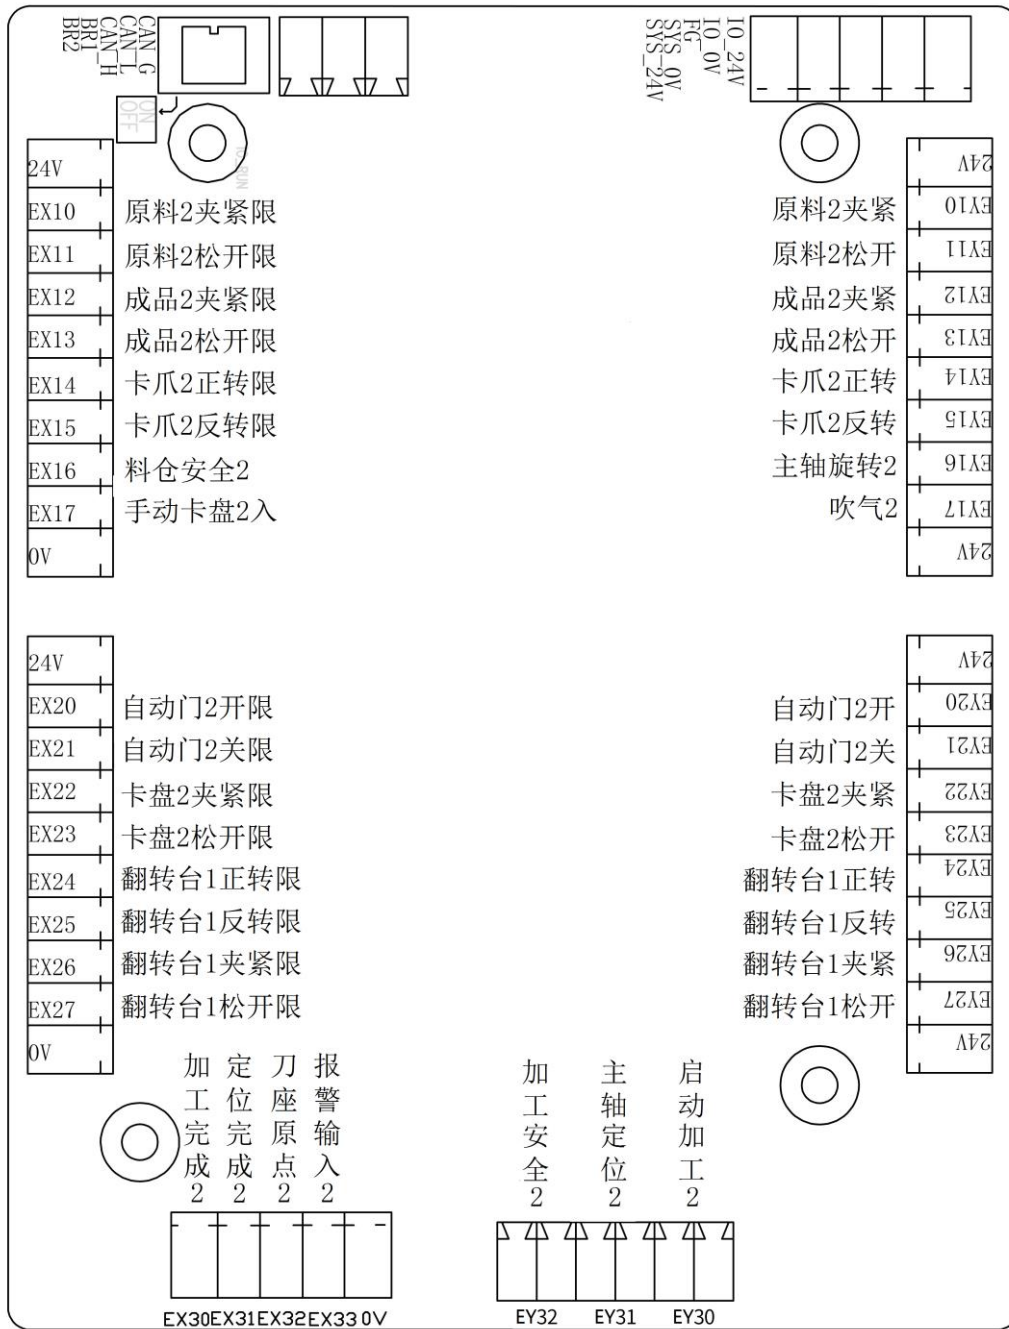 CAN_G
CAN_L
CAN_H
BR1
BR2
IO_24V
IO_0V
FG
SYS_0V
SYS_24V
ON
OFF
24V
EX10 原料2夹紧限
EX11 原料2松开限
EX12 成品2夹紧限
EX13 成品2松开限
EX14 卡爪2正转限
EX15 卡爪2反转限
EX16 料仓安全2
EX17 手动卡盘2入
0V
24V
原料2夹紧 EY10
原料2松开 EY11
成品2夹紧 EY12
成品2松开 EY13
卡爪2正转 EY14
卡爪2反转 EY15
主轴旋转2 EY16
吹气2 EY17
24V
24V
EX20 自动门2开限
EX21 自动门2关限
EX22 卡盘2夹紧限
EX23 卡盘2松开限
EX24 翻转台1正转限
EX25 翻转台1反转限
EX26 翻转台1夹紧限
EX27 翻转台1松开限
0V
24V
自动门2开 EY20
自动门2关 EY21
卡盘2夹紧 EY22
卡盘2松开 EY23
翻转台1正转 EY24
翻转台1反转 EY25
翻转台1夹紧 EY26
翻转台1松开 EY27
24V
加工完成2
定位完成2
刀座原点2
报警输入2
加工安全2
主轴定位2
启动加工2
EX30 EX31 EX32 EX33 0V
EY32 EY31 EY30